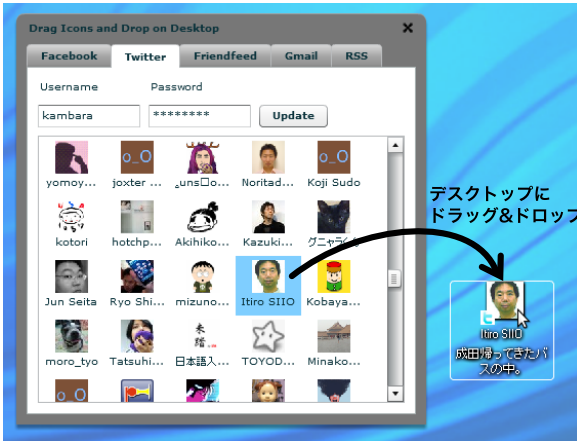 Drag Icons and Drop on Desktop
Facebook Twitter Friendfeed Gmail RSS
Username Password
kambara ******** Update
yomoy... joxter ... Noritad... Koji Sudo
kotori hotchp... Akihiko... Kazuki...
Jun Seita Ryo Shi... mizuno... Itiro SIIO Kobaya...
moro_tyo Tatsuhi... 日本語入... TOYOD... Minako...
デスクトップに
ドラッグ&ドロップ
Itiro SIIO
成田帰ってきたバ
スの中。